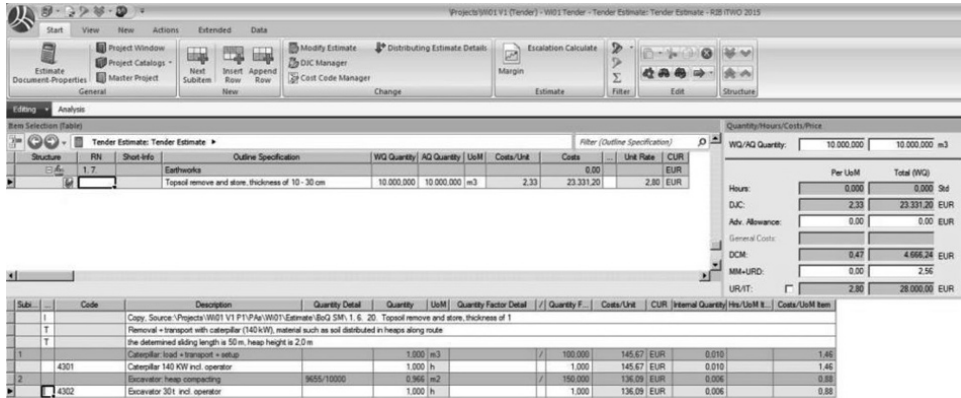 \Projects\Wi01 V1 (Tender) - Wi01 Tender - Tender Estimate: Tender Estimate - RIB iTWO 2015
Start View New Actions Extended Data
Estimate Document-Properties
Project Window
Project Catalogs
Master Project
General
Next Subitem
Insert Row
Append Row
New
Modify Estimate
DJC Manager
Cost Code Manager
Distributing Estimate Details
Change
Margin
Escalation Calculate
Estimate
Filter
Edit
Structure
Editing Analysis
Item Selection (Table)
Tender Estimate: Tender Estimate
Filter (Outline Specification)
Structure RN Short-Info Outline Specification WQ Quantity AQ Quantity UoM Costs/Unit Costs ... Unit Rate CUR
1. 7. Earthworks 0,00 EUR
Topsoil remove and store, thickness of 10 - 30 cm 10.000,000 10.000,000 m3 2,33 23.331,20 2,80 EUR
Quantity/Hours/Costs/Price
WQ/AQ Quantity: 10.000,000 10.000,000 m3
Per UoM Total (WQ)
Hours: 0,000 0,000 Std
DJC: 2,33 23.331,20 EUR
Adv. Allowance: 0,00 0,00 EUR
General Costs:
DCM: 0,47 4.666,24 EUR
MM+URD: 0,00 2,56
UR/IT: 2,80 28.000,00 EUR
Subi... ... Code Description Quantity Detail Quantity UoM Quantity Factor Detail / Quantity F... Costs/Unit CUR Internal Quantity Hrs/UoM It... Costs/UoM Item
I Copy, Source:\Projects\Wi01 V1 P1\PAs\Wi01\Estimate\BoQ SM\ 1. 6. 20. Topsoil remove and store, thickness of 1
T Removal + transport with caterpillar (140 kW), material such as soil distributed in heaps along route
T the determined sliding length is 50 m, heap height is 2,0 m
1 Caterpillar: load + transport + setup 1,000 m3 / 100,000 145,67 EUR 0,010 1,46
4301 Caterpillar 140 KW incl. operator 1,000 h 1,000 145,67 EUR 0,010 1,46
2 Excavator: heap compacting 9655/10000 0,966 m2 / 150,000 136,09 EUR 0,006 0,88
4302 Excavator 30 t incl. operator 1,000 h 1,000 136,09 EUR 0,006 0,88